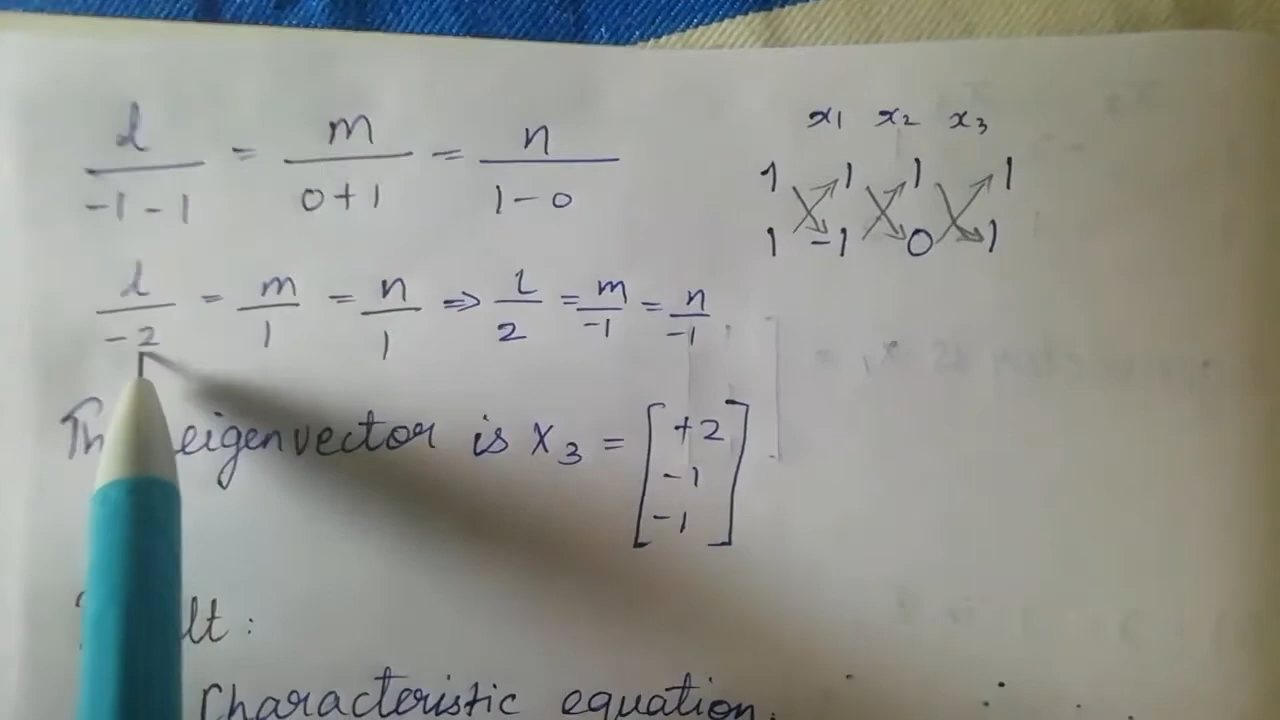 l/(-1-1) = m/(0+1) = n/(1-0)
x1 x2 x3
1 1 1 1
1 -1 0 1
l/-2 = m/1 = n/1 ⇒ l/2 = m/-1 = n/-1
eigenvector is X3 = [+2
-1
-1]
Characteristic equation.